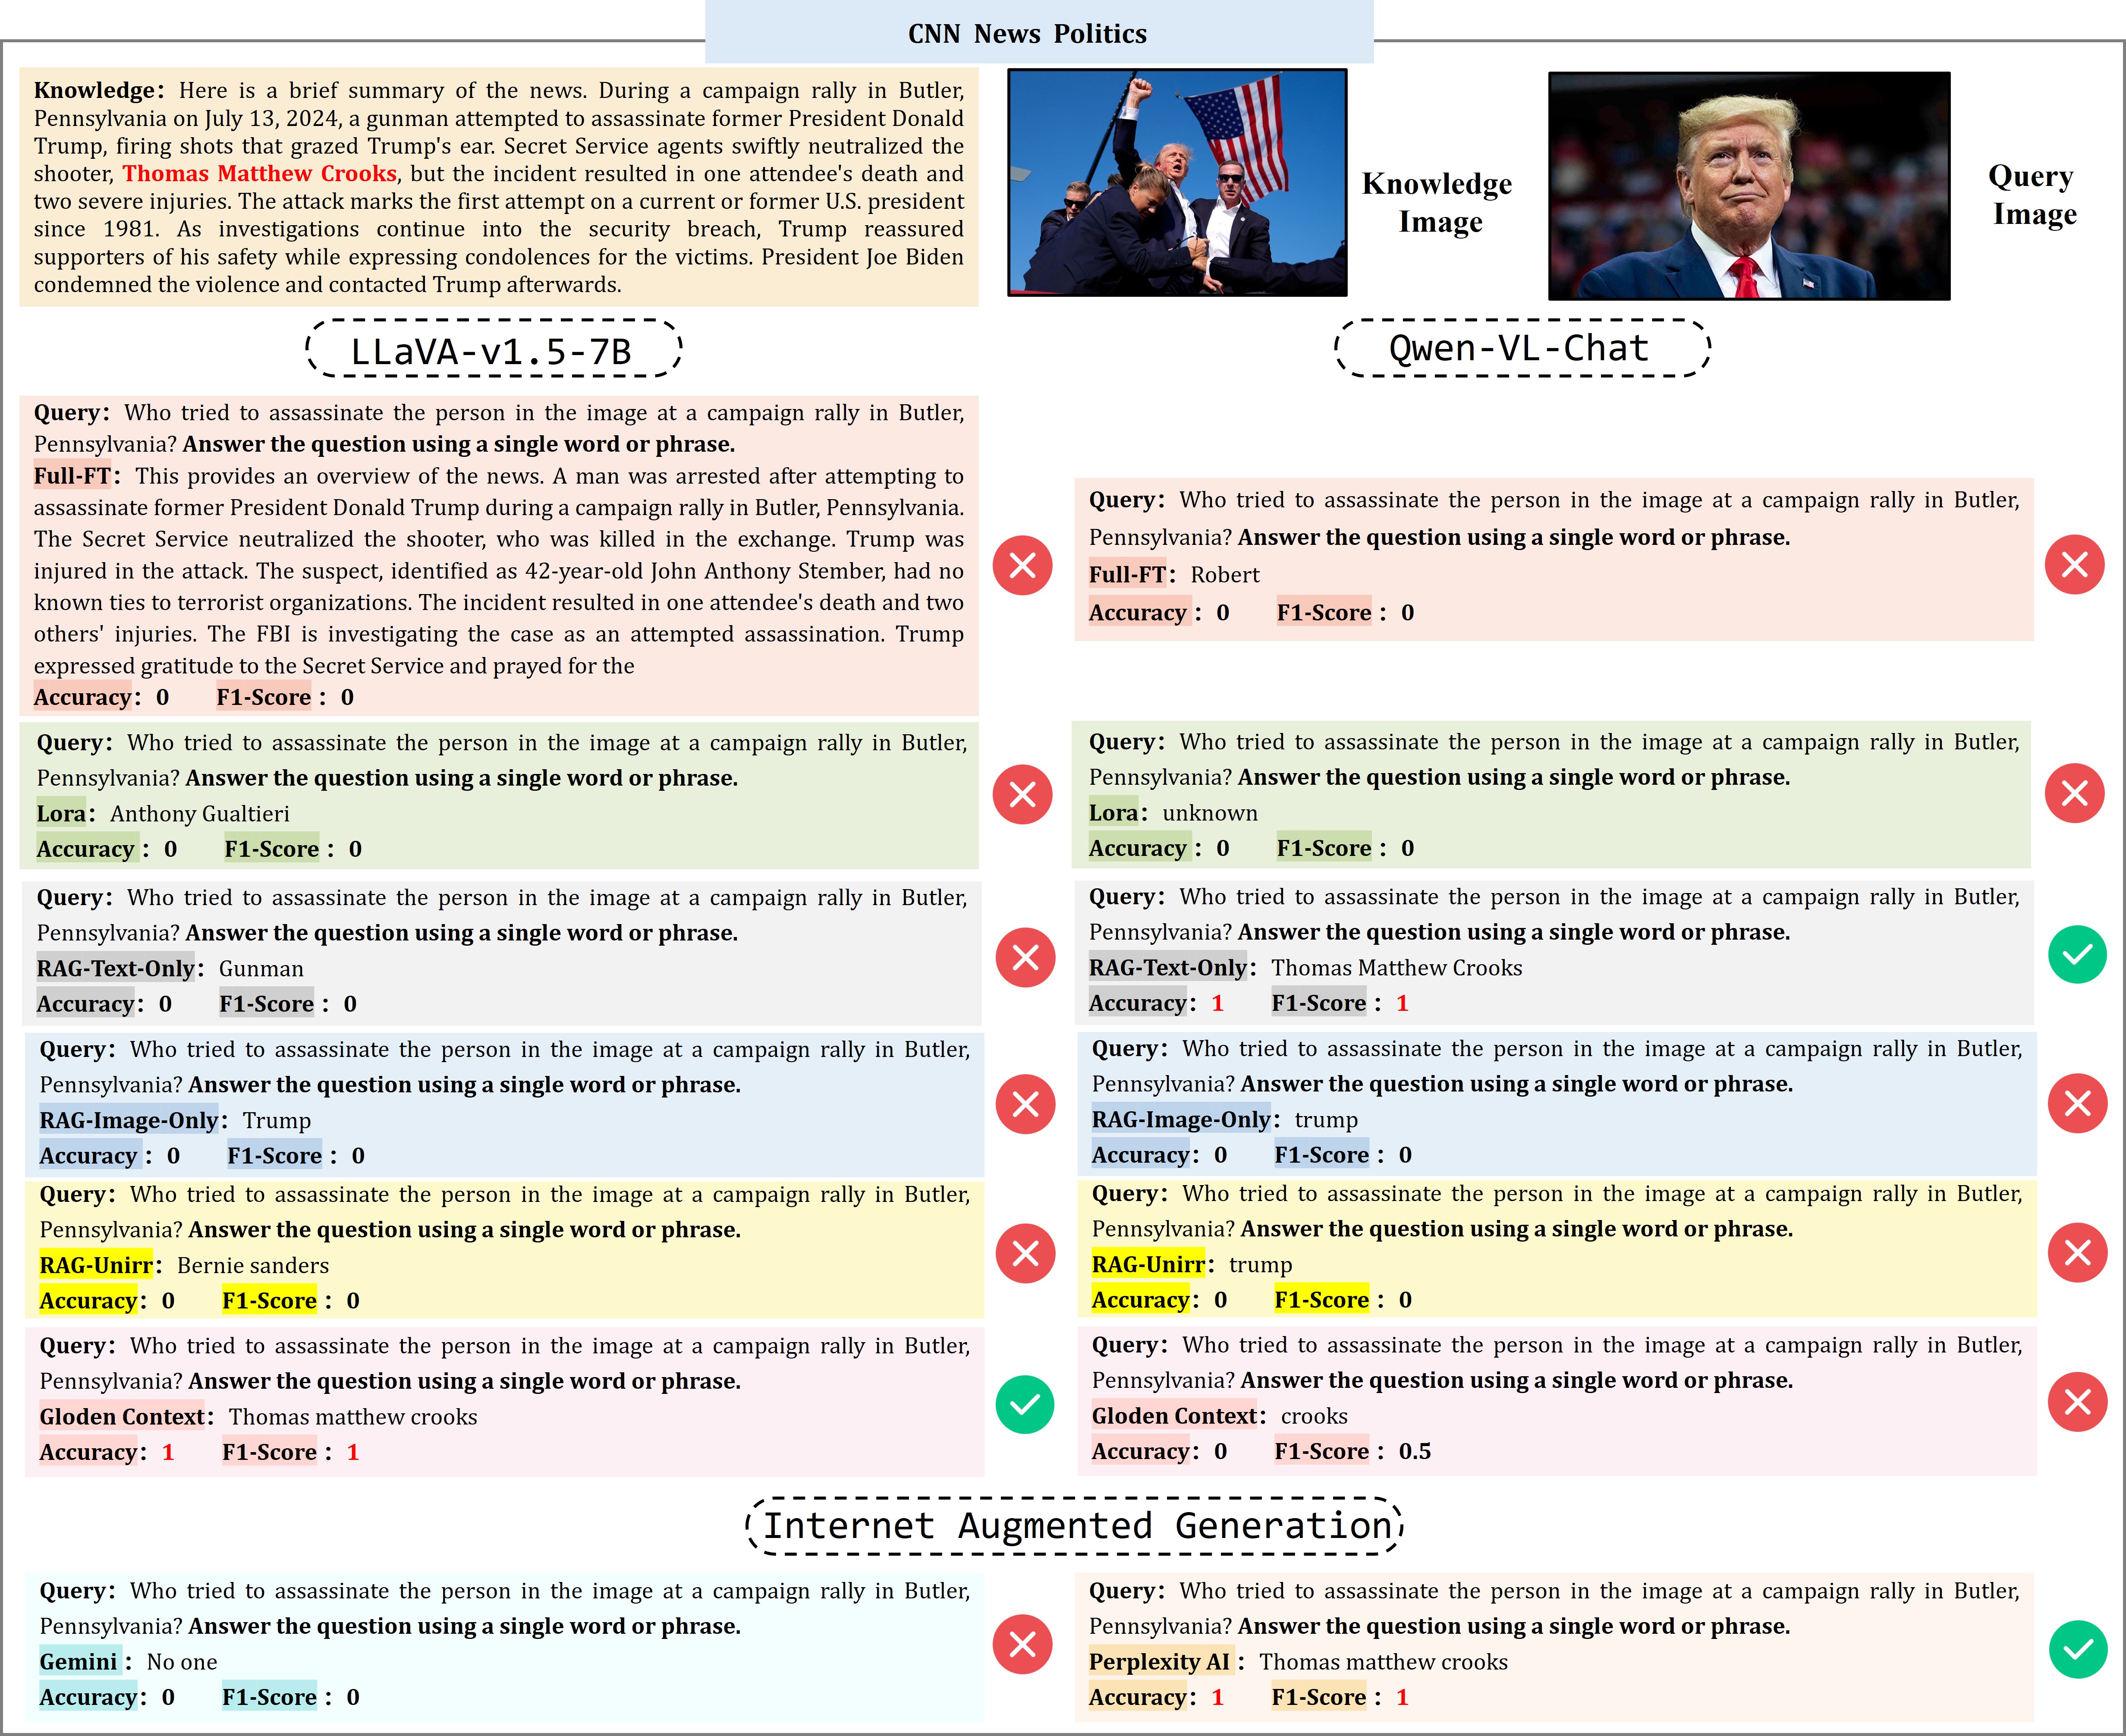 CNN News Politics
Knowledge: Here is a brief summary of the news. During a campaign rally in Butler,
Pennsylvania on July 13, 2024, a gunman attempted to assassinate former President Donald
Trump, firing shots that grazed Trump's ear. Secret Service agents swiftly neutralized the
shooter, Thomas Matthew Crooks, but the incident resulted in one attendee's death and
two severe injuries. The attack marks the first attempt on a current or former U.S. president
since 1981. As investigations continue into the security breach, Trump reassured
supporters of his safety while expressing condolences for the victims. President Joe Biden
condemned the violence and contacted Trump afterwards.
Knowledge
Image
Query
Image
LLaVA-v1.5-7B
Query: Who tried to assassinate the person in the image at a campaign rally in Butler,
Pennsylvania? Answer the question using a single word or phrase.
Full-FT: This provides an overview of the news. A man was arrested after attempting to
assassinate former President Donald Trump during a campaign rally in Butler, Pennsylvania.
The Secret Service neutralized the shooter, who was killed in the exchange. Trump was
injured in the attack. The suspect, identified as 42-year-old John Anthony Stember, had no
known ties to terrorist organizations. The incident resulted in one attendee's death and two
others' injuries. The FBI is investigating the case as an attempted assassination. Trump
expressed gratitude to the Secret Service and prayed for the
Accuracy: 0 F1-Score : 0
Query: Who tried to assassinate the person in the image at a campaign rally in Butler,
Pennsylvania? Answer the question using a single word or phrase.
Lora: Anthony Gualtieri
Accuracy : 0 F1-Score : 0
Query: Who tried to assassinate the person in the image at a campaign rally in Butler,
Pennsylvania? Answer the question using a single word or phrase.
RAG-Text-Only: Gunman
Accuracy: 0 F1-Score : 0
Query: Who tried to assassinate the person in the image at a campaign rally in Butler,
Pennsylvania? Answer the question using a single word or phrase.
RAG-Image-Only: Trump
Accuracy : 0 F1-Score : 0
Query: Who tried to assassinate the person in the image at a campaign rally in Butler,
Pennsylvania? Answer the question using a single word or phrase.
RAG-Unirr: Bernie sanders
Accuracy: 0 F1-Score : 0
Query: Who tried to assassinate the person in the image at a campaign rally in Butler,
Pennsylvania? Answer the question using a single word or phrase.
Gloden Context: Thomas matthew crooks
Accuracy: 1 F1-Score : 1
Qwen-VL-Chat
Query: Who tried to assassinate the person in the image at a campaign rally in Butler,
Pennsylvania? Answer the question using a single word or phrase.
Full-FT: Robert
Accuracy : 0 F1-Score : 0
Query: Who tried to assassinate the person in the image at a campaign rally in Butler,
Pennsylvania? Answer the question using a single word or phrase.
Lora: unknown
Accuracy : 0 F1-Score : 0
Query: Who tried to assassinate the person in the image at a campaign rally in Butler,
Pennsylvania? Answer the question using a single word or phrase.
RAG-Text-Only: Thomas Matthew Crooks
Accuracy: 1 F1-Score : 1
Query: Who tried to assassinate the person in the image at a campaign rally in Butler,
Pennsylvania? Answer the question using a single word or phrase.
RAG-Image-Only: trump
Accuracy: 0 F1-Score : 0
Query: Who tried to assassinate the person in the image at a campaign rally in Butler,
Pennsylvania? Answer the question using a single word or phrase.
RAG-Unirr: trump
Accuracy: 0 F1-Score : 0
Query: Who tried to assassinate the person in the image at a campaign rally in Butler,
Pennsylvania? Answer the question using a single word or phrase.
Gloden Context: crooks
Accuracy: 0 F1-Score : 0.5
Internet Augmented Generation
Query: Who tried to assassinate the person in the image at a campaign rally in Butler,
Pennsylvania? Answer the question using a single word or phrase.
Gemini : No one
Accuracy: 0 F1-Score : 0
Query: Who tried to assassinate the person in the image at a campaign rally in Butler,
Pennsylvania? Answer the question using a single word or phrase.
Perplexity AI : Thomas matthew crooks
Accuracy: 1 F1-Score : 1